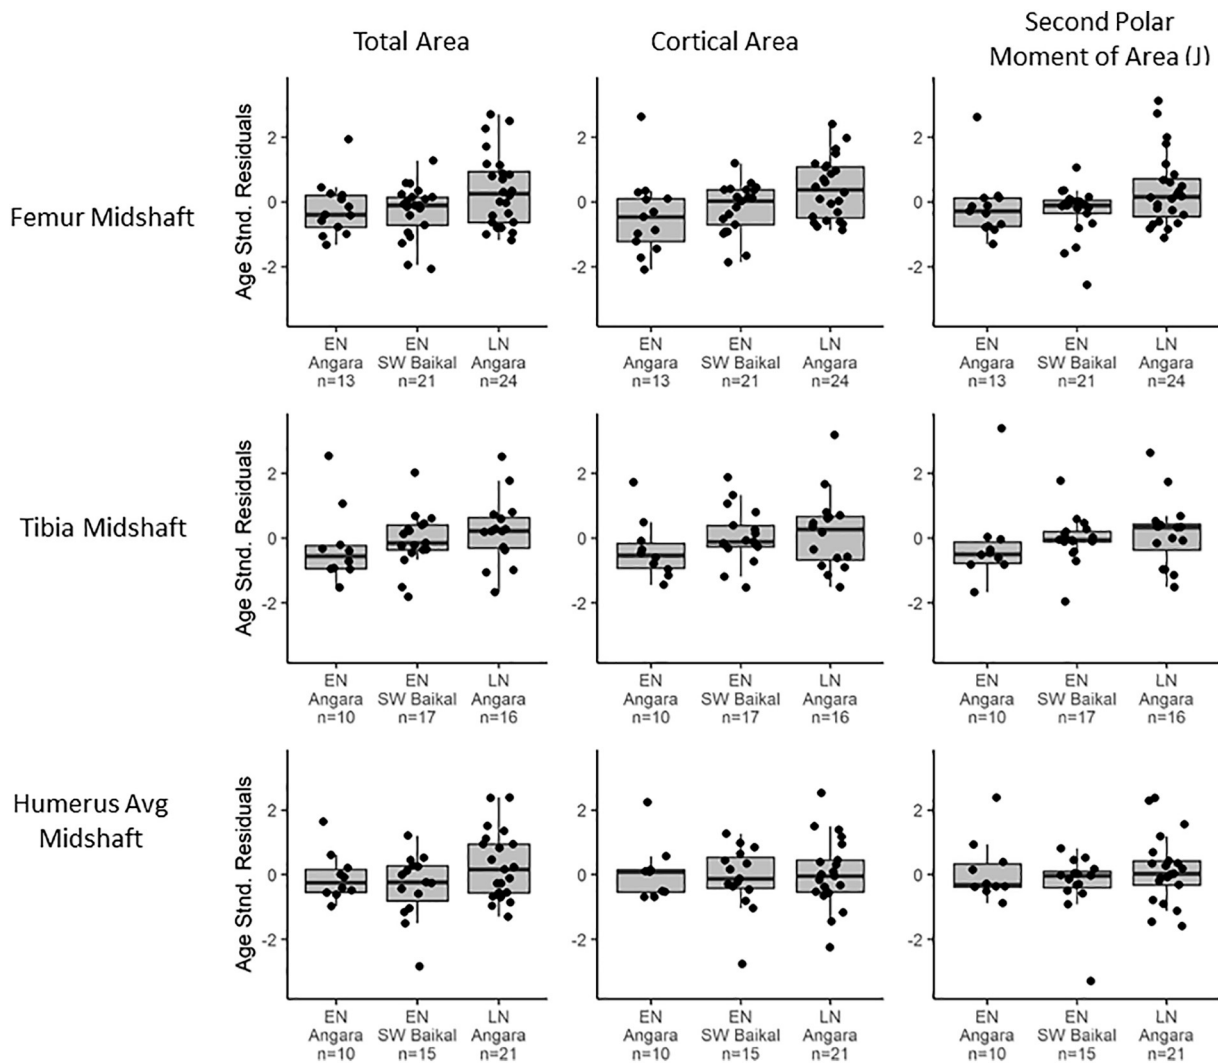 Total Area
Cortical Area
Second Polar
Moment of Area (J)
Femur Midshaft
Age Stnd. Residuals
2
0
-2
EN
Angara
n=13
EN
SW Baikal
n=21
LN
Angara
n=24
2
0
-2
EN
Angara
n=13
EN
SW Baikal
n=21
LN
Angara
n=24
2
0
-2
EN
Angara
n=13
EN
SW Baikal
n=21
LN
Angara
n=24
Tibia Midshaft
Age Stnd. Residuals
2
0
-2
EN
Angara
n=10
EN
SW Baikal
n=17
LN
Angara
n=16
2
0
-2
EN
Angara
n=10
EN
SW Baikal
n=17
LN
Angara
n=16
2
0
-2
EN
Angara
n=10
EN
SW Baikal
n=17
LN
Angara
n=16
Humerus Avg
Midshaft
Age Stnd. Residuals
2
0
-2
EN
Angara
n=10
EN
SW Baikal
n=15
LN
Angara
n=21
2
0
-2
EN
Angara
n=10
EN
SW Baikal
n=15
LN
Angara
n=21
2
0
-2
EN
Angara
n=10
EN
SW Baikal
n=15
LN
Angara
n=21